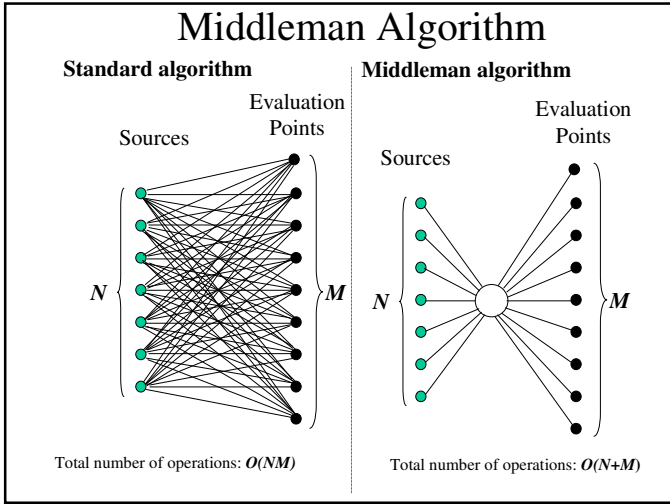 Middleman Algorithm
Standard algorithm
Sources
Evaluation
Points
N
M
Total number of operations: O(NM)
Middleman algorithm
Sources
Evaluation
Points
N
M
Total number of operations: O(N+M)